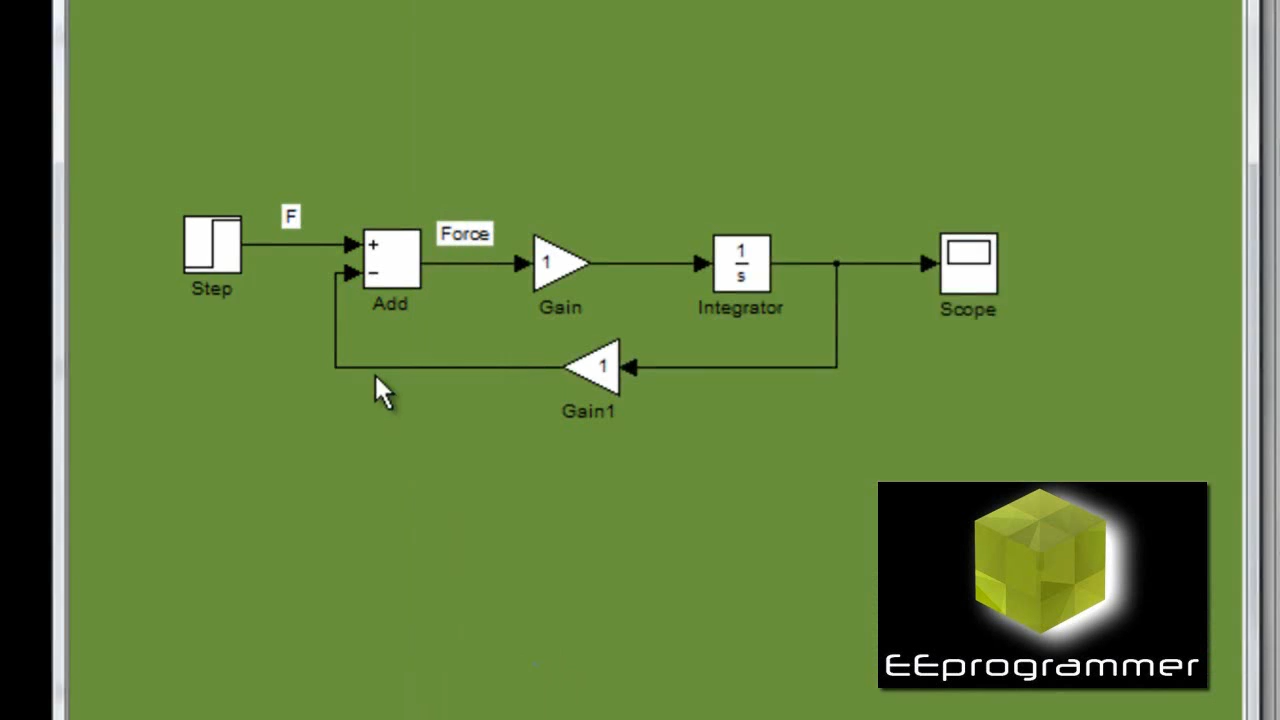 F
Force
+
−
1
1
s
Step
Add
Gain
Integrator
Scope
1
Gain1
EEprogrammer